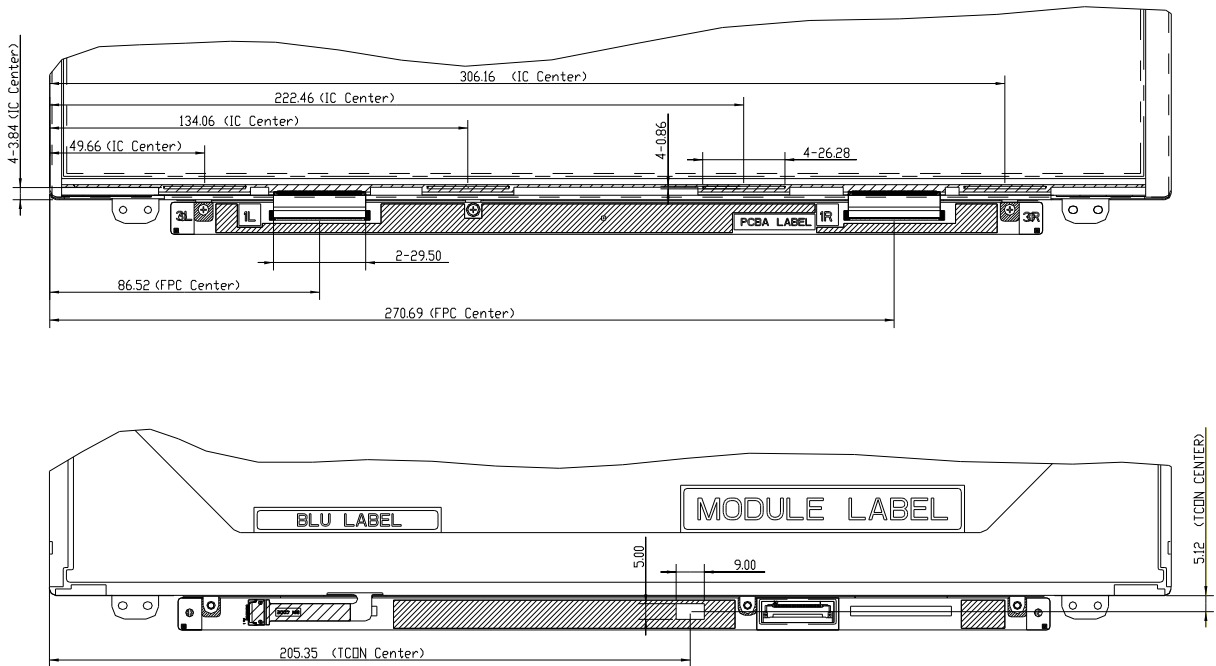 306.16 (IC Center)
222.46 (IC Center)
134.06 (IC Center)
49.66 (IC Center)
4-3.84 (IC Center)
4-0.86
4-26.28
3L
1L
PCBA LABEL
1R
3R
2-29.50
86.52 (FPC Center)
270.69 (FPC Center)
BLU LABEL
MODULE LABEL
5.12 (TCON CENTER)
5.00
9.00
205.35 (TCON Center)